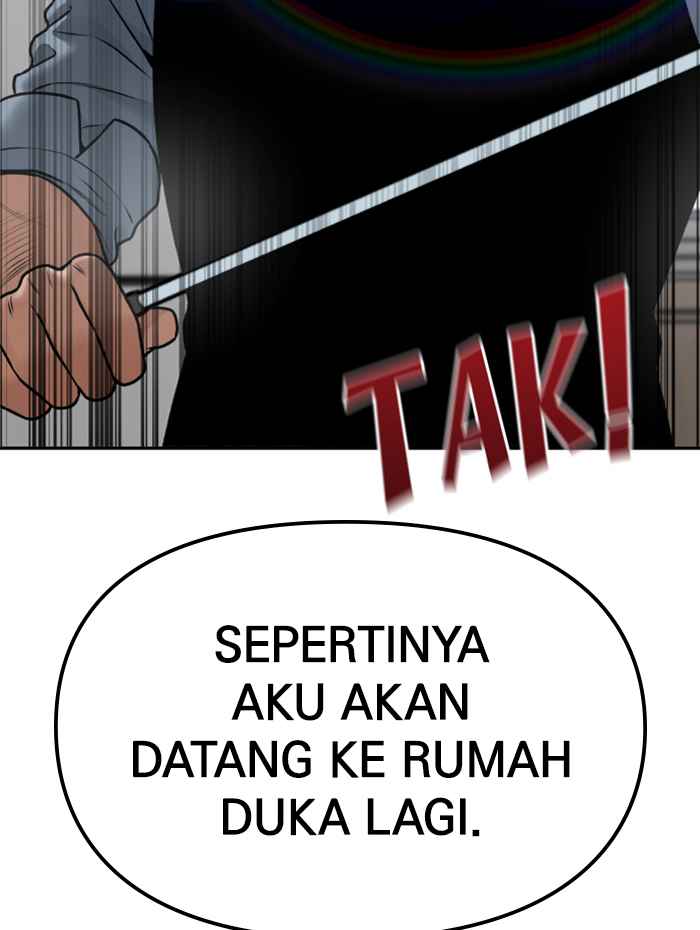 TAK!
SEPERTINYA
AKU AKAN
DATANG KE RUMAH
DUKA LAGI.